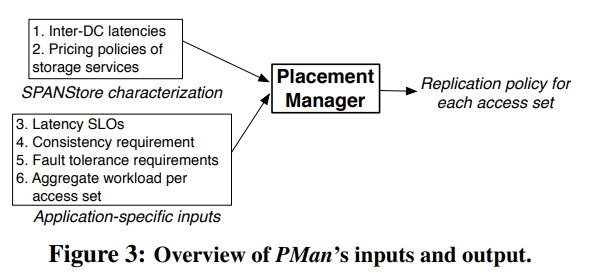 1. Inter-DC latencies
2. Pricing policies of
storage services
SPANStore characterization
3. Latency SLOs
4. Consistency requirement
5. Fault tolerance requirements
6. Aggregate workload per
access set
Application-specific inputs
Placement
Manager
Replication policy for
each access set
Figure 3: Overview of PMan's inputs and output.